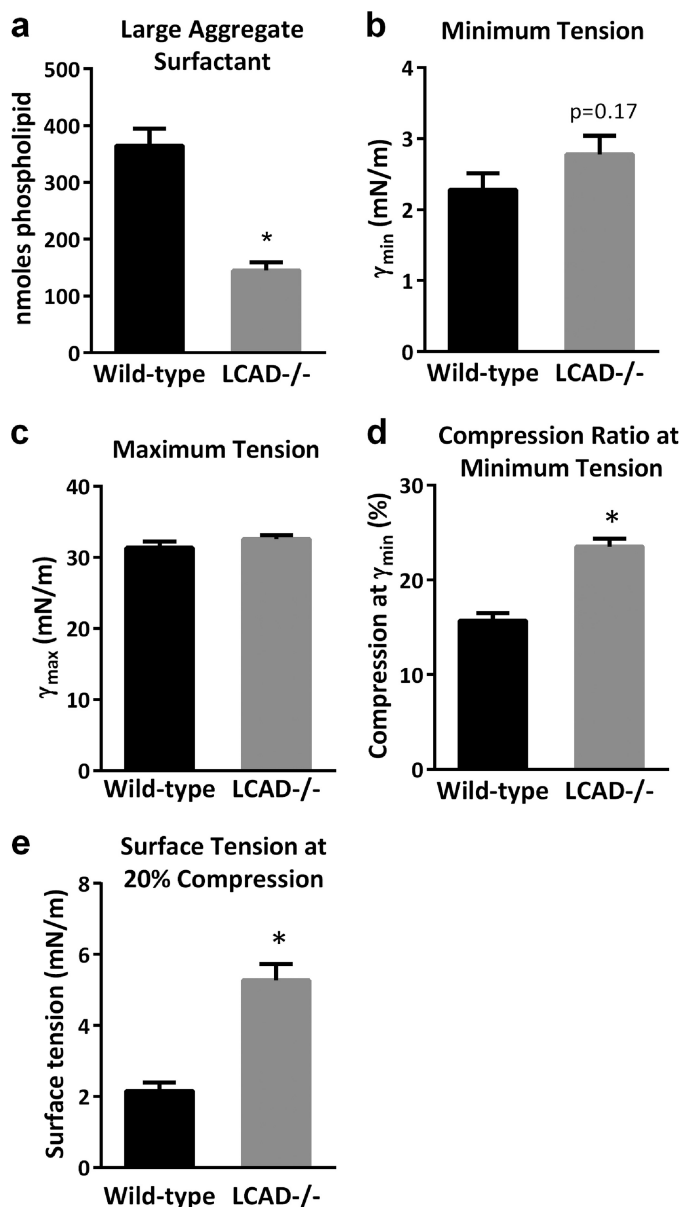 a
Large Aggregate
Surfactant
nmoles phospholipid
500
400
300
200
100
0
*
Wild-type LCAD-/-
b
Minimum Tension
γmin (mN/m)
4
3
2
1
0
p=0.17
Wild-type LCAD-/-
c
Maximum Tension
γmax (mN/m)
40
30
20
10
0
Wild-type LCAD-/-
d
Compression Ratio at
Minimum Tension
Compression at γmin (%)
30
20
10
0
*
Wild-type LCAD-/-
e
Surface Tension at
20% Compression
Surface tension (mN/m)
8
6
4
2
0
*
Wild-type LCAD-/-